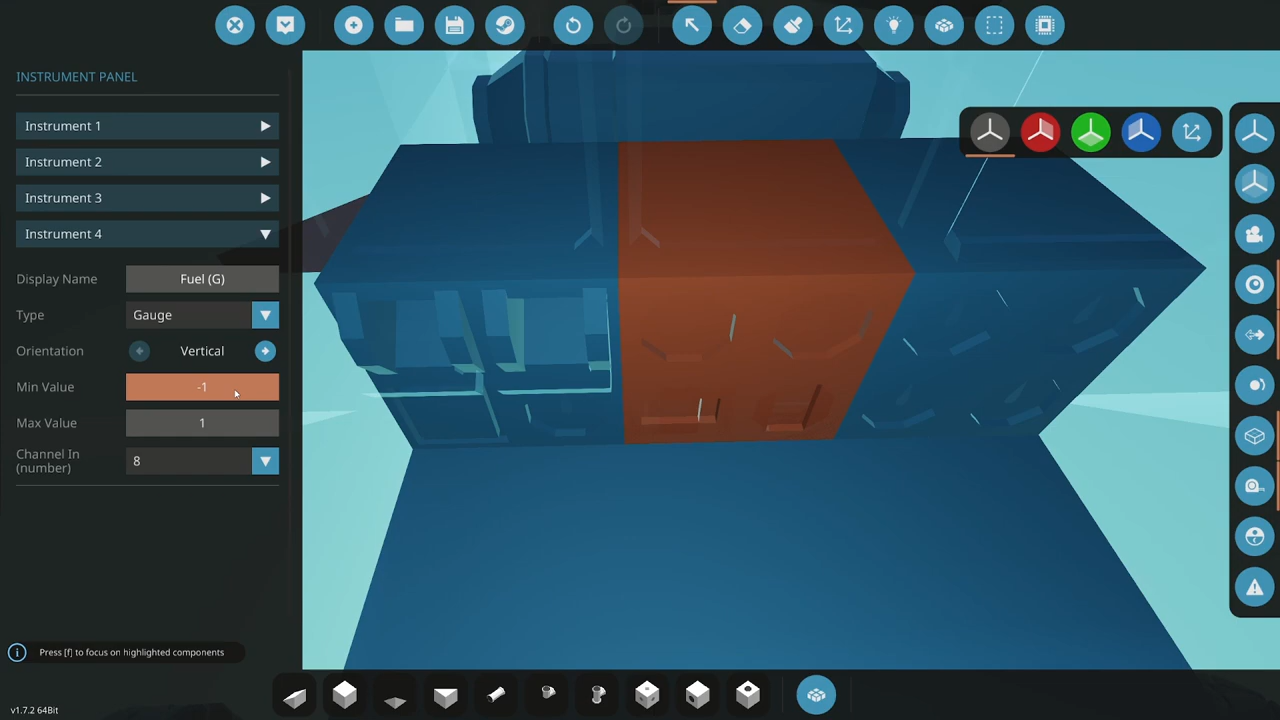 INSTRUMENT PANEL
Instrument 1
Instrument 2
Instrument 3
Instrument 4
Display Name Fuel (G)
Type Gauge
Orientation Vertical
Min Value -1
Max Value 1
Channel In
(number) 8
Press [f] to focus on highlighted components
v1.7.2 64Bit